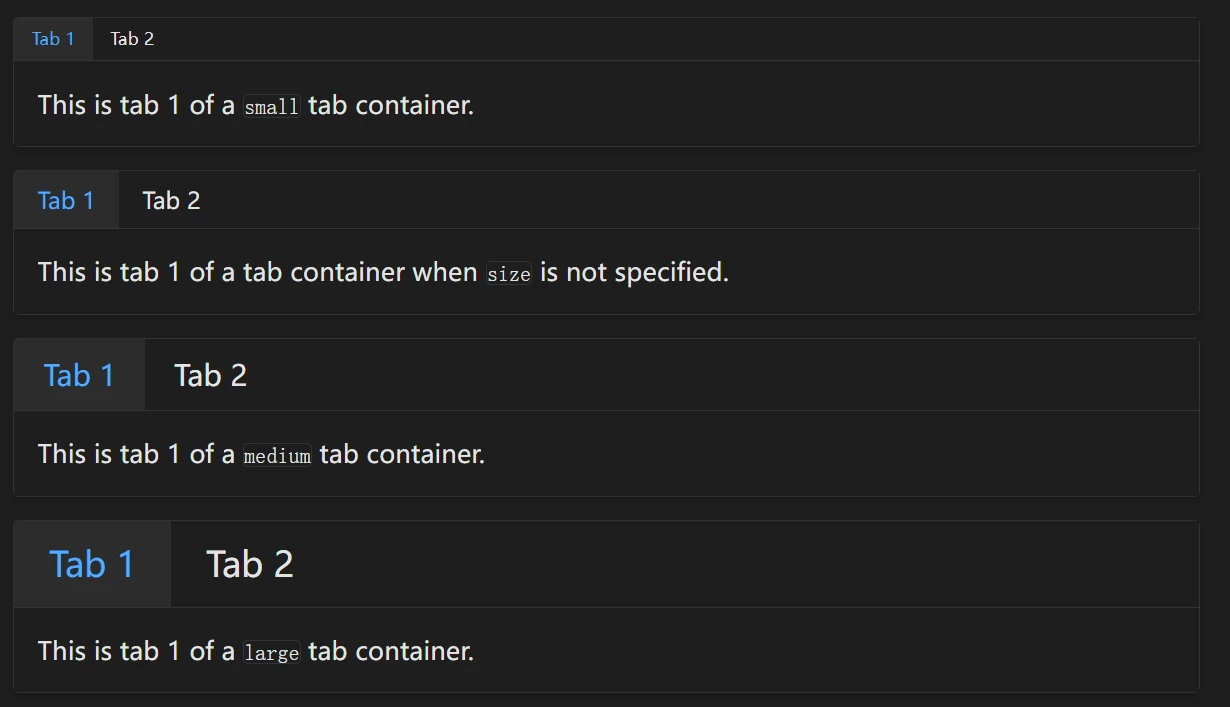 Tab 1 Tab 2
This is tab 1 of a small tab container.
Tab 1 Tab 2
This is tab 1 of a tab container when size is not specified.
Tab 1 Tab 2
This is tab 1 of a medium tab container.
Tab 1 Tab 2
This is tab 1 of a large tab container.